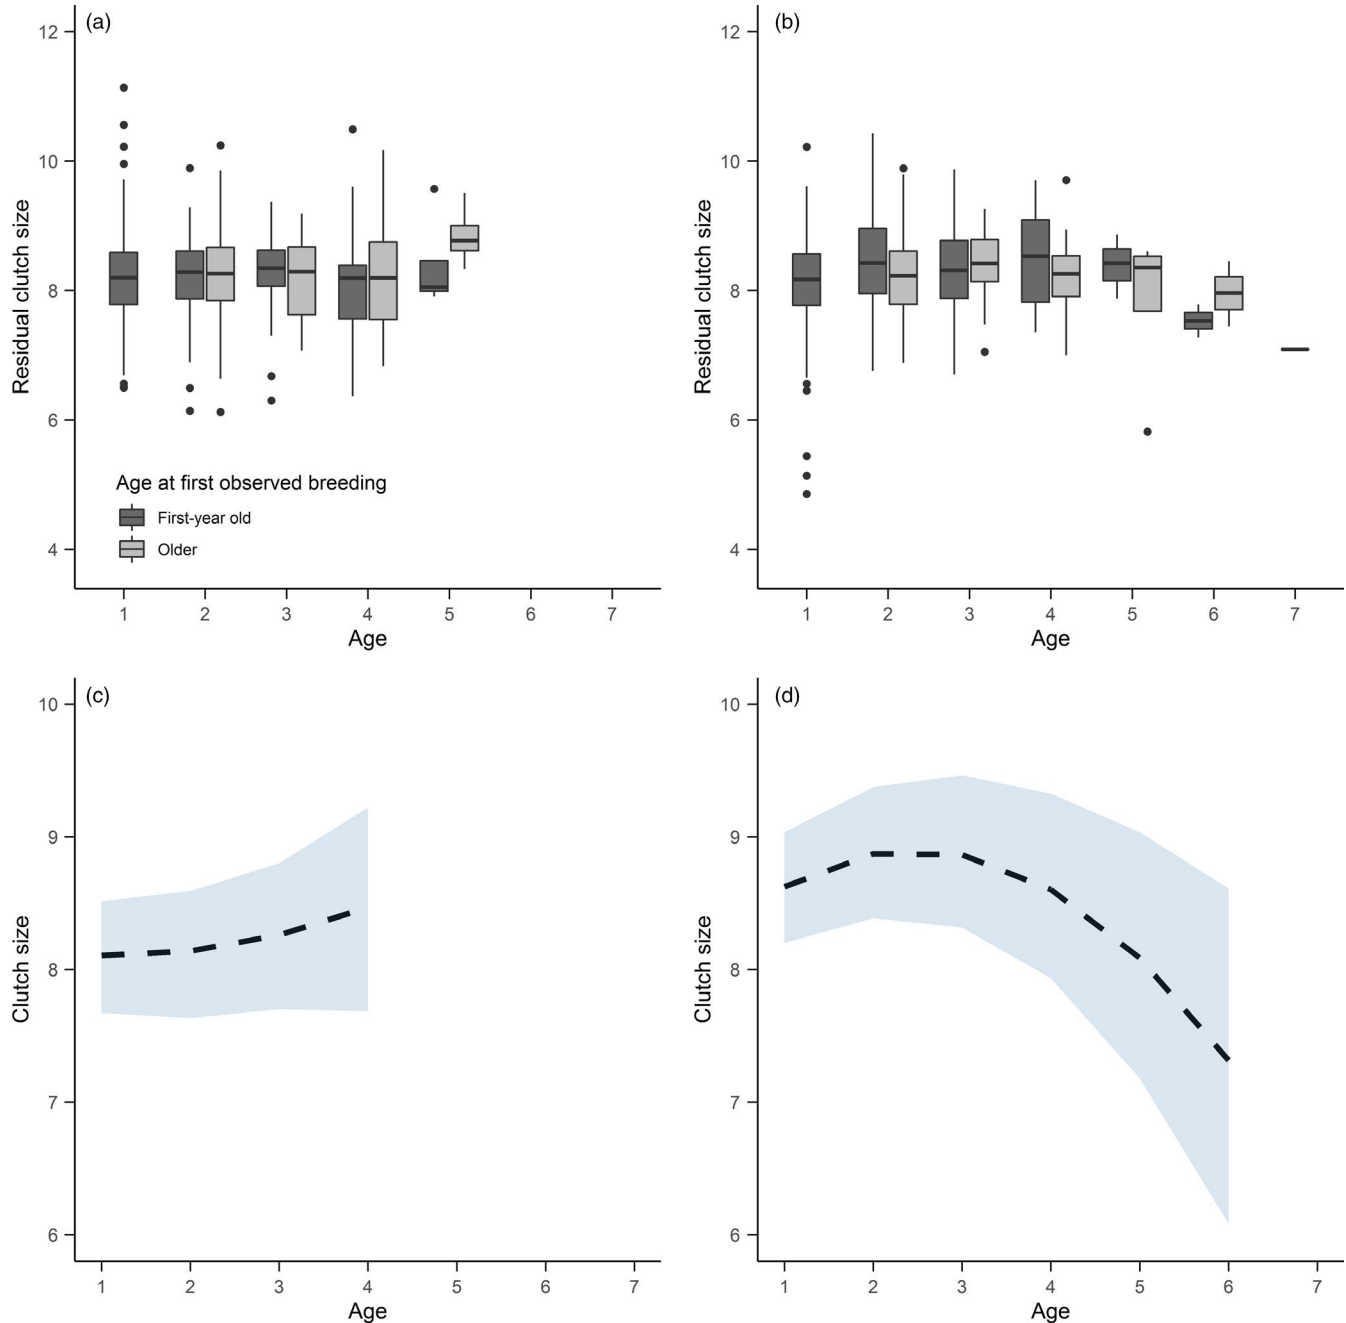 (a)
12
10
8
6
4
Residual clutch size
Age at first observed breeding
First-year old
Older
1 2 3 4 5 6 7
Age
(b)
12
10
8
6
4
Residual clutch size
1 2 3 4 5 6 7
Age
(c)
10
9
8
7
6
Clutch size
1 2 3 4 5 6 7
Age
(d)
10
9
8
7
6
Clutch size
1 2 3 4 5 6 7
Age